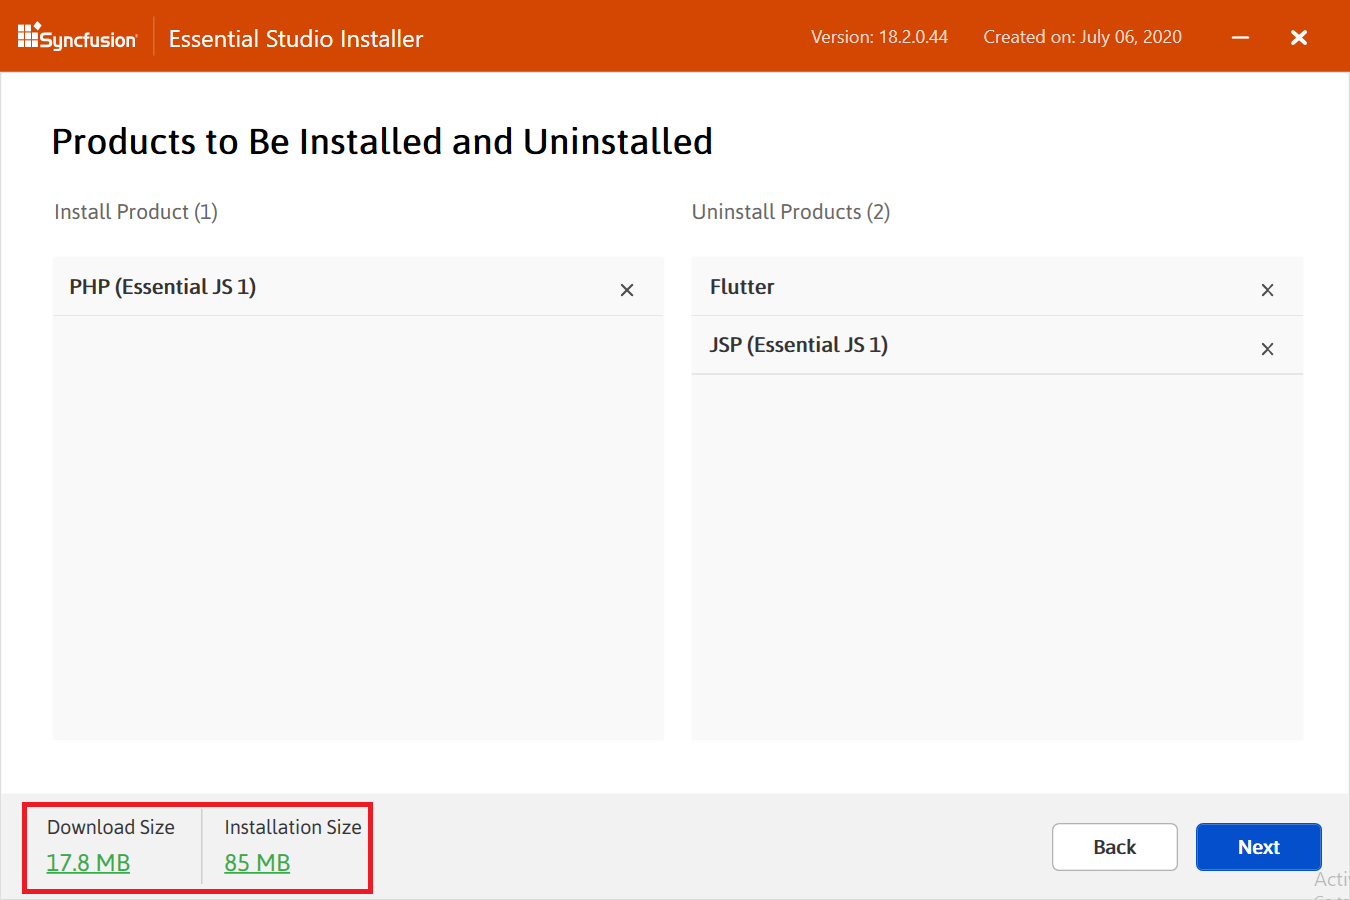 Syncfusion
Essential Studio Installer
Version: 18.2.0.44
Created on: July 06, 2020
Products to Be Installed and Uninstalled
Install Product (1)
Uninstall Products (2)
PHP (Essential JS 1)
Flutter
JSP (Essential JS 1)
Download Size
17.8 MB
Installation Size
85 MB
Back
Next